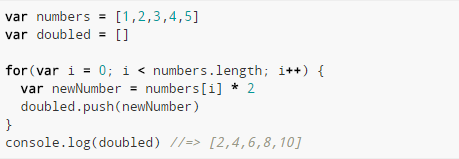 var numbers = [1,2,3,4,5]
var doubled = []

for(var i = 0; i < numbers.length; i++) {
  var newNumber = numbers[i] * 2
  doubled.push(newNumber)
}
console.log(doubled) //=> [2,4,6,8,10]